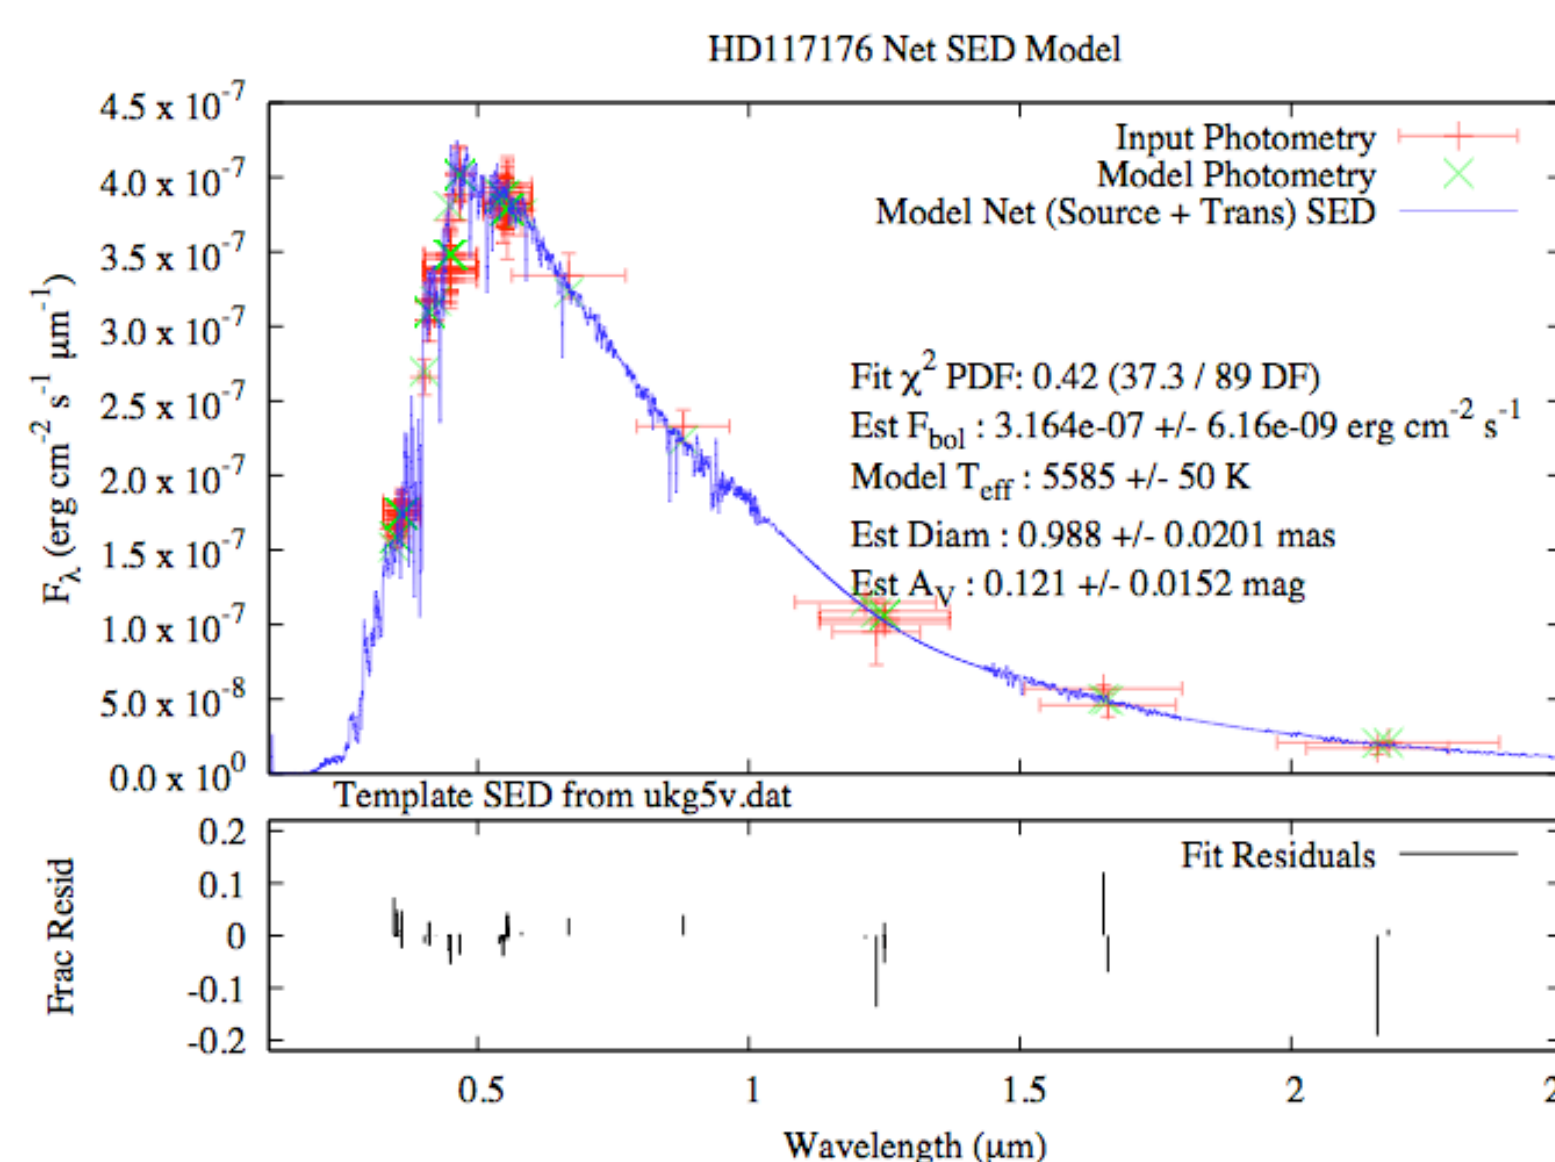 HD117176 Net SED Model
4.5 x 10^-7
4.0 x 10^-7
3.5 x 10^-7
3.0 x 10^-7
2.5 x 10^-7
2.0 x 10^-7
1.5 x 10^-7
1.0 x 10^-7
5.0 x 10^-8
0.0 x 10^0
F_λ (erg cm^-2 s^-1 μm^-1)
Input Photometry
Model Photometry
Model Net (Source + Trans) SED
Fit χ^2 PDF: 0.42 (37.3 / 89 DF)
Est F_bol : 3.164e-07 +/- 6.16e-09 erg cm^-2 s^-1
Model T_eff : 5585 +/- 50 K
Est Diam : 0.988 +/- 0.0201 mas
Est A_V : 0.121 +/- 0.0152 mag
Template SED from ukg5v.dat
0.2
0.1
0
-0.1
-0.2
Frac Resid
Fit Residuals
0.5 1 1.5 2 2
Wavelength (μm)